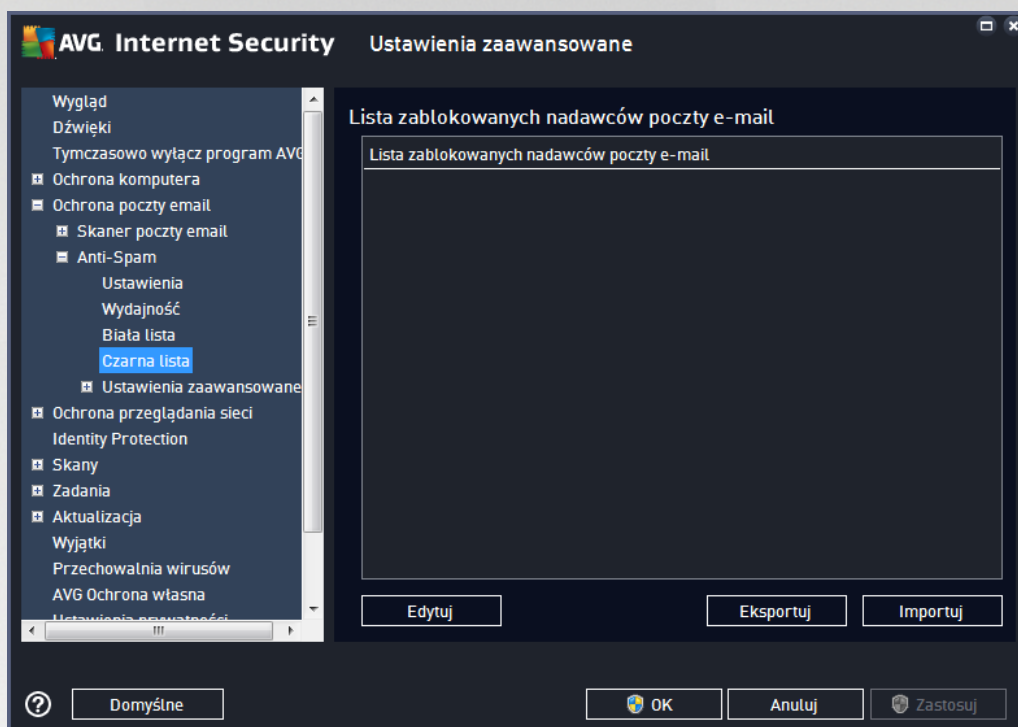 AVG. Internet Security Ustawienia zaawansowane
Wygląd
Dźwięki
Tymczasowo wyłącz program AVG
Ochrona komputera
Ochrona poczty email
Skaner poczty email
Anti-Spam
Ustawienia
Wydajność
Biała lista
Czarna lista
Ustawienia zaawansowane
Ochrona przeglądania sieci
Identity Protection
Skany
Zadania
Aktualizacja
Wyjątki
Przechowalnia wirusów
AVG Ochrona własna
Ustawienia prywatności
Lista zablokowanych nadawców poczty e-mail
Lista zablokowanych nadawców poczty e-mail
Edytuj
Eksportuj
Importuj
Domyślne
OK
Anuluj
Zastosuj